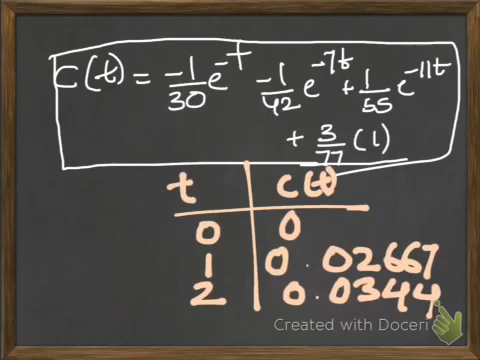 C(t) = -1/30 e^-t -1/42 e^-7t + 1/55 e^-11t
+ 3/77 (1)
t C(t)
0 0
1 0.02667
2 0.0344
Created with Doceri